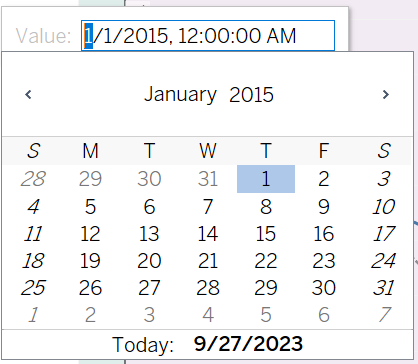 Value: 1/1/2015, 12:00:00 AM
‹ January 2015 ›
S M T W T F S
28 29 30 31 1 2 3
4 5 6 7 8 9 10
11 12 13 14 15 16 17
18 19 20 21 22 23 24
25 26 27 28 29 30 31
1 2 3 4 5 6 7
Today: 9/27/2023